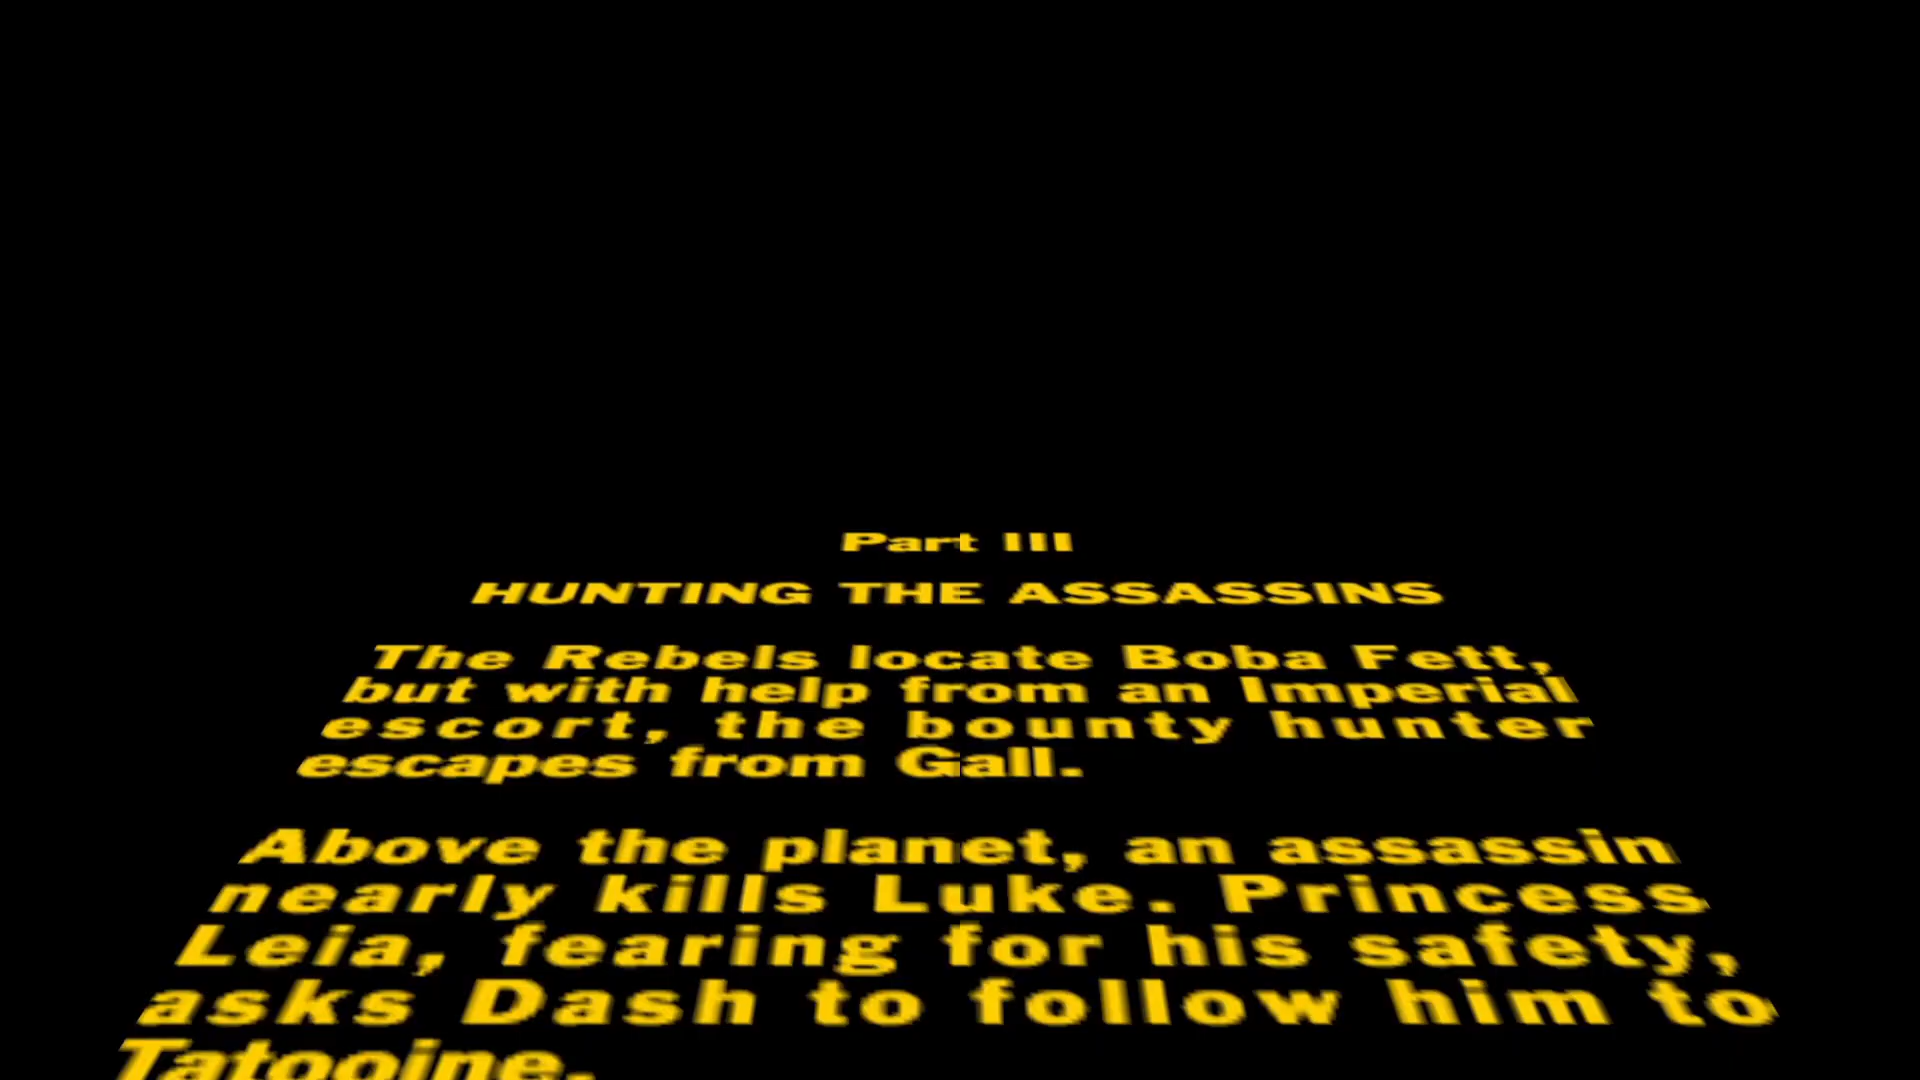 Part III
HUNTING THE ASSASSINS
The Rebels locate Boba Fett,
but with help from an Imperial
escort, the bounty hunter
escapes from Gall.
Above the planet, an assassin
nearly kills Luke. Princess
Leia, fearing for his safety,
asks Dash to follow him to
Tatooine.